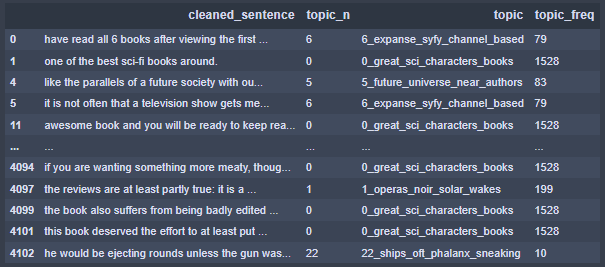 cleaned_sentence topic_n topic topic_freq
0 have read all 6 books after viewing the first ... 6 6_expanse_syfy_channel_based 79
1 one of the best sci-fi books around. 0 0_great_sci_characters_books 1528
4 like the parallels of a future society with ou... 5 5_future_universe_near_authors 83
5 it is not often that a television show gets me... 6 6_expanse_syfy_channel_based 79
11 awesome book and you will be ready to keep rea... 0 0_great_sci_characters_books 1528
... ... ... ... ...
4094 if you are wanting something more meaty, thoug... 0 0_great_sci_characters_books 1528
4097 the reviews are at least partly true: it is a ... 1 1_operas_noir_solar_wakes 199
4099 the book also suffers from being badly edited ... 0 0_great_sci_characters_books 1528
4101 this book deserved the effort to at least put ... 0 0_great_sci_characters_books 1528
4102 he would be ejecting rounds unless the gun was... 22 22_ships_oft_phalanx_sneaking 10